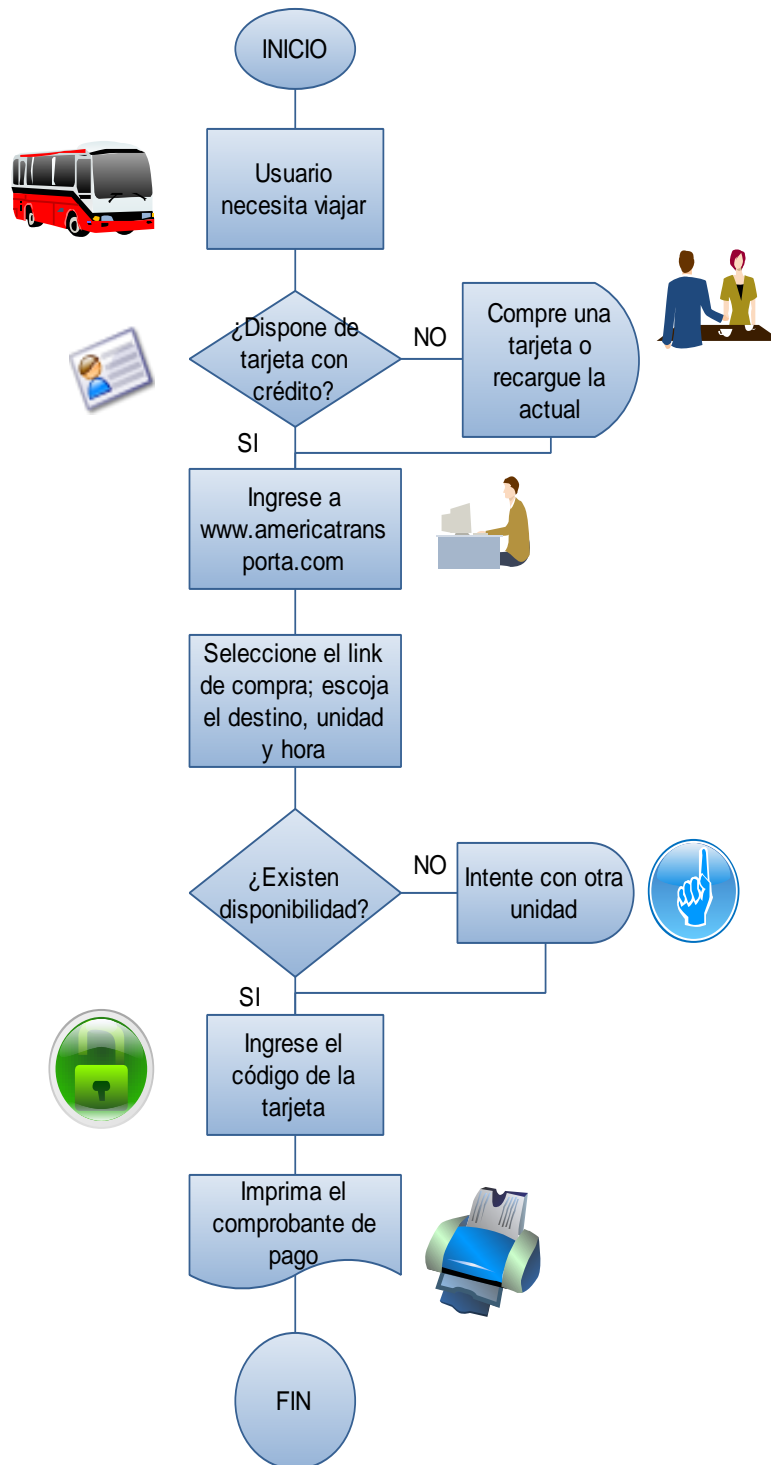 INICIO
Usuario
necesita viajar
¿Dispone de
tarjeta con
crédito?
NO
Compre una
tarjeta o
recargue la
actual
SI
Ingrese a
www.americatrans
porta.com
Seleccione el link
de compra; escoja
el destino, unidad
y hora
¿Existen
disponibilidad?
NO
Intente con otra
unidad
SI
Ingrese el
código de la
tarjeta
Imprima el
comprobante de
pago
FIN